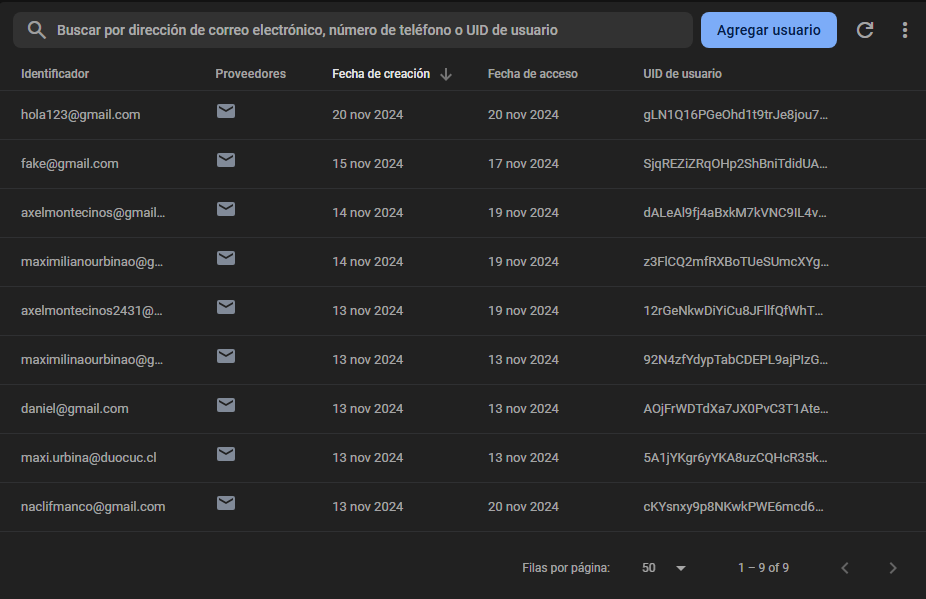 Buscar por dirección de correo electrónico, número de teléfono o UID de usuario Agregar usuario
Identificador Proveedores Fecha de creación Fecha de acceso UID de usuario
hola123@gmail.com 20 nov 2024 20 nov 2024 gLN1Q16PGeOhd1t9trJe8jou7…
fake@gmail.com 15 nov 2024 17 nov 2024 SjqREZiZRqOHp2ShBniTdidUA…
axelmontecinos@gmail… 14 nov 2024 19 nov 2024 dALeAl9fj4aBxkM7kVNC9IL4v…
maximilianourbinao@g… 14 nov 2024 19 nov 2024 z3FlCQ2mfRXBoTUeSUmcXYg…
axelmontecinos2431@… 13 nov 2024 19 nov 2024 12rGeNkwDiYiCu8JFllfQfWhT…
maximilinaourbinao@g… 13 nov 2024 13 nov 2024 92N4zfYdypTabCDEPL9ajPIzG…
daniel@gmail.com 13 nov 2024 13 nov 2024 AOjFrWDTdXa7JX0PvC3T1Ate…
maxi.urbina@duocuc.cl 13 nov 2024 13 nov 2024 5A1jYKgr6yYKA8uzCQHcR35k…
naclifmanco@gmail.com 13 nov 2024 20 nov 2024 cKYsnxy9p8NKwkPWE6mcd6…
Filas por página: 50 1 – 9 of 9